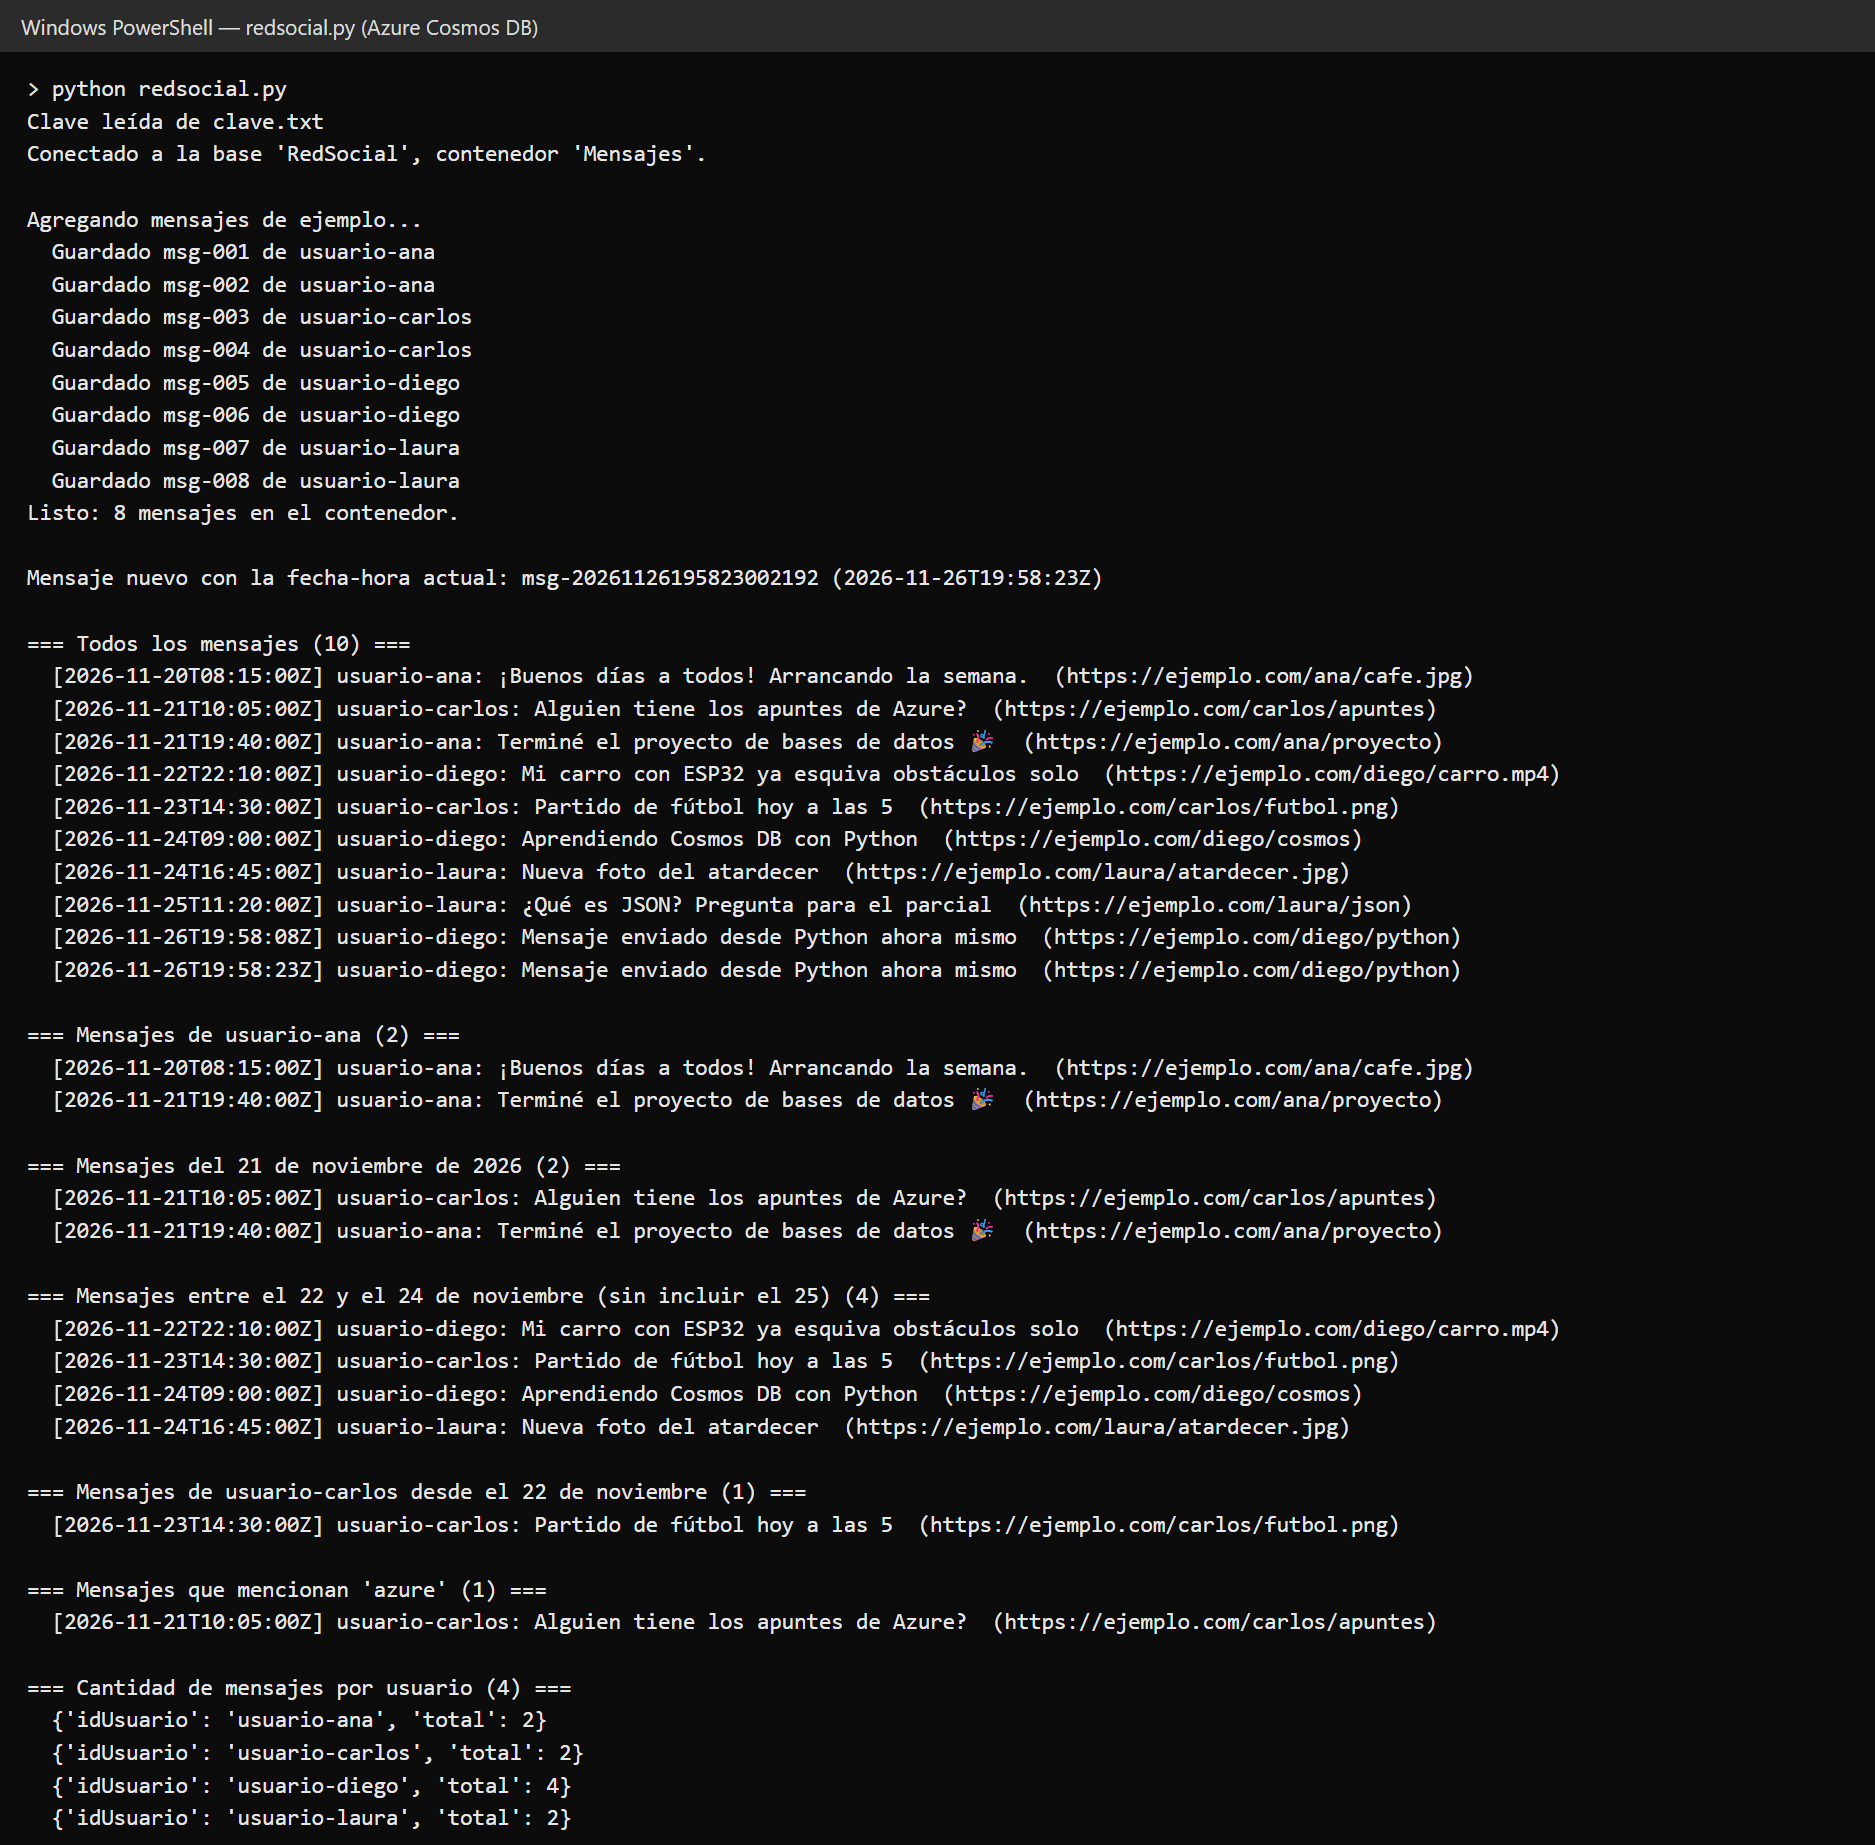 Windows PowerShell — redsocial.py (Azure Cosmos DB)
> python redsocial.py
Clave leída de clave.txt
Conectado a la base 'RedSocial', contenedor 'Mensajes'.
Agregando mensajes de ejemplo...
Guardado msg-001 de usuario-ana
Guardado msg-002 de usuario-ana
Guardado msg-003 de usuario-carlos
Guardado msg-004 de usuario-carlos
Guardado msg-005 de usuario-diego
Guardado msg-006 de usuario-diego
Guardado msg-007 de usuario-laura
Guardado msg-008 de usuario-laura
Listo: 8 mensajes en el contenedor.
Mensaje nuevo con la fecha-hora actual: msg-20261126195823002192 (2026-11-26T19:58:23Z)
=== Todos los mensajes (10) ===
[2026-11-20T08:15:00Z] usuario-ana: ¡Buenos días a todos! Arrancando la semana.  (https://ejemplo.com/ana/cafe.jpg)
[2026-11-21T10:05:00Z] usuario-carlos: Alguien tiene los apuntes de Azure?  (https://ejemplo.com/carlos/apuntes)
[2026-11-21T19:40:00Z] usuario-ana: Terminé el proyecto de bases de datos 🎉  (https://ejemplo.com/ana/proyecto)
[2026-11-22T22:10:00Z] usuario-diego: Mi carro con ESP32 ya esquiva obstáculos solo  (https://ejemplo.com/diego/carro.mp4)
[2026-11-23T14:30:00Z] usuario-carlos: Partido de fútbol hoy a las 5  (https://ejemplo.com/carlos/futbol.png)
[2026-11-24T09:00:00Z] usuario-diego: Aprendiendo Cosmos DB con Python  (https://ejemplo.com/diego/cosmos)
[2026-11-24T16:45:00Z] usuario-laura: Nueva foto del atardecer  (https://ejemplo.com/laura/atardecer.jpg)
[2026-11-25T11:20:00Z] usuario-laura: ¿Qué es JSON? Pregunta para el parcial  (https://ejemplo.com/laura/json)
[2026-11-26T19:58:08Z] usuario-diego: Mensaje enviado desde Python ahora mismo  (https://ejemplo.com/diego/python)
[2026-11-26T19:58:23Z] usuario-diego: Mensaje enviado desde Python ahora mismo  (https://ejemplo.com/diego/python)
=== Mensajes de usuario-ana (2) ===
[2026-11-20T08:15:00Z] usuario-ana: ¡Buenos días a todos! Arrancando la semana.  (https://ejemplo.com/ana/cafe.jpg)
[2026-11-21T19:40:00Z] usuario-ana: Terminé el proyecto de bases de datos 🎉  (https://ejemplo.com/ana/proyecto)
=== Mensajes del 21 de noviembre de 2026 (2) ===
[2026-11-21T10:05:00Z] usuario-carlos: Alguien tiene los apuntes de Azure?  (https://ejemplo.com/carlos/apuntes)
[2026-11-21T19:40:00Z] usuario-ana: Terminé el proyecto de bases de datos 🎉  (https://ejemplo.com/ana/proyecto)
=== Mensajes entre el 22 y el 24 de noviembre (sin incluir el 25) (4) ===
[2026-11-22T22:10:00Z] usuario-diego: Mi carro con ESP32 ya esquiva obstáculos solo  (https://ejemplo.com/diego/carro.mp4)
[2026-11-23T14:30:00Z] usuario-carlos: Partido de fútbol hoy a las 5  (https://ejemplo.com/carlos/futbol.png)
[2026-11-24T09:00:00Z] usuario-diego: Aprendiendo Cosmos DB con Python  (https://ejemplo.com/diego/cosmos)
[2026-11-24T16:45:00Z] usuario-laura: Nueva foto del atardecer  (https://ejemplo.com/laura/atardecer.jpg)
=== Mensajes de usuario-carlos desde el 22 de noviembre (1) ===
[2026-11-23T14:30:00Z] usuario-carlos: Partido de fútbol hoy a las 5  (https://ejemplo.com/carlos/futbol.png)
=== Mensajes que mencionan 'azure' (1) ===
[2026-11-21T10:05:00Z] usuario-carlos: Alguien tiene los apuntes de Azure?  (https://ejemplo.com/carlos/apuntes)
=== Cantidad de mensajes por usuario (4) ===
{'idUsuario': 'usuario-ana', 'total': 2}
{'idUsuario': 'usuario-carlos', 'total': 2}
{'idUsuario': 'usuario-diego', 'total': 4}
{'idUsuario': 'usuario-laura', 'total': 2}